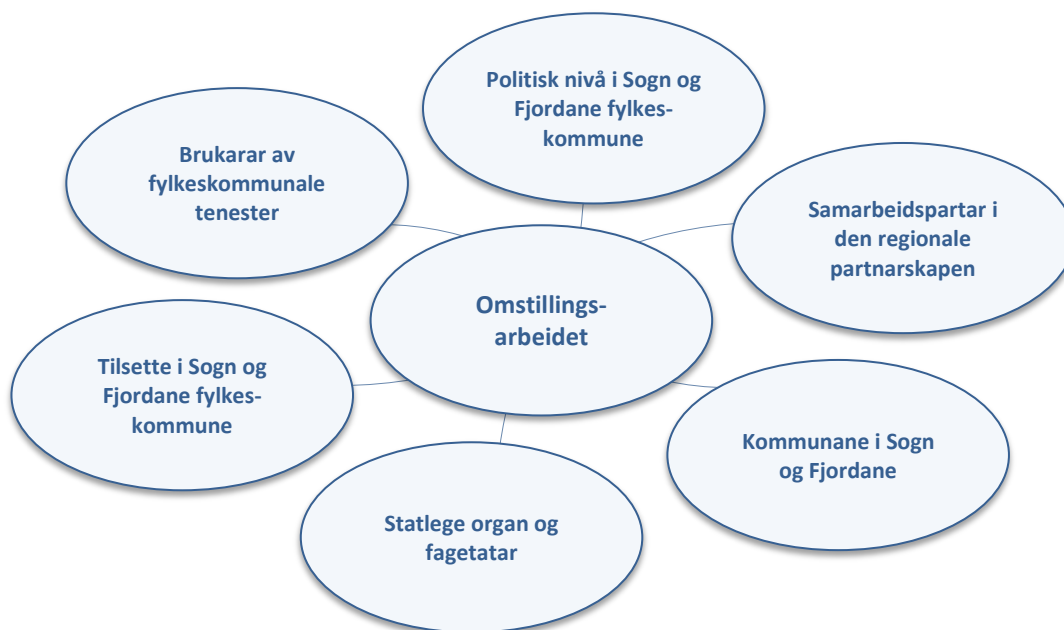 Politisk nivå i Sogn og
Fjordane fylkes-
kommune
Brukarar av
fylkeskommunale
tenester
Samarbeidspartar i
den regionale
partnarskapen
Omstillings-
arbeidet
Tilsette i Sogn og
Fjordane fylkes-
kommune
Kommunane i Sogn
og Fjordane
Statlege organ og
fagetatar